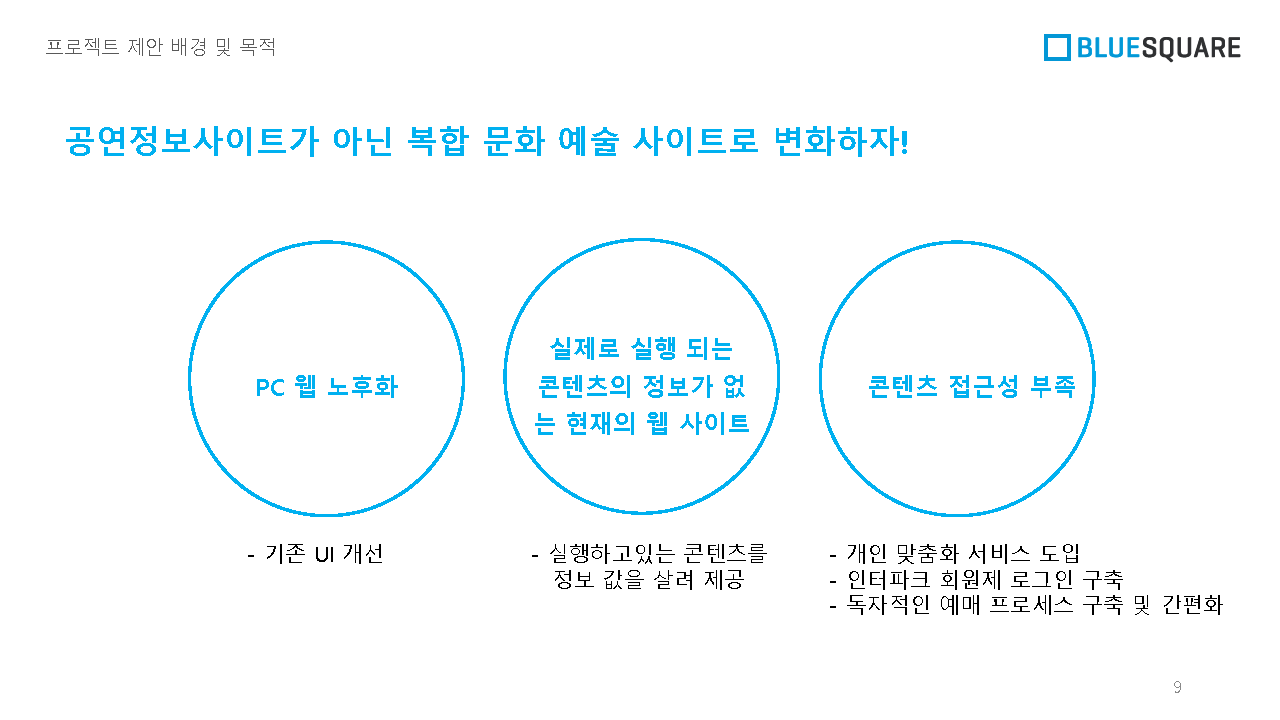 프로젝트 제안 배경 및 목적
BLUESQUARE
공연정보사이트가 아닌 복합 문화 예술 사이트로 변화하자!
PC 웹 노후화
실제로 실행 되는
콘텐츠의 정보가 없
는 현재의 웹 사이트
콘텐츠 접근성 부족
- 기존 UI 개선
- 실행하고있는 콘텐츠를
정보 값을 살려 제공
- 개인 맞춤화 서비스 도입
- 인터파크 회원제 로그인 구축
- 독자적인 예매 프로세스 구축 및 간편화
9